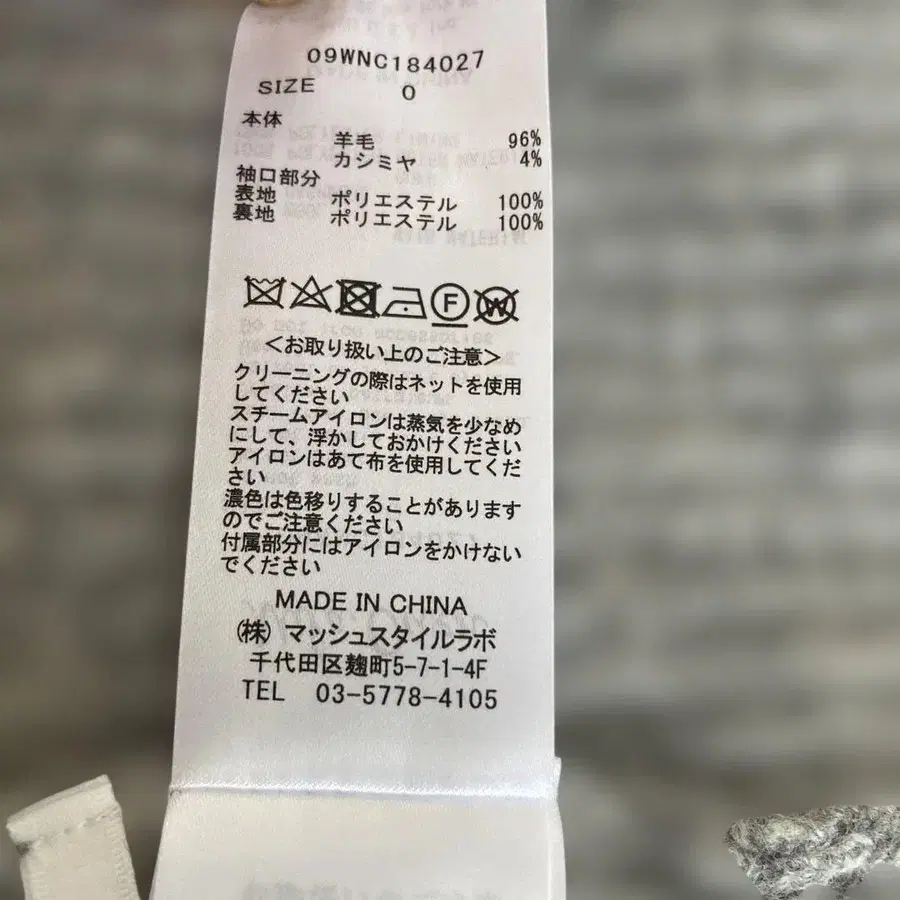 09WNC184027
SIZE 0
本体
羊毛 96%
カシミヤ 4%
袖口部分
表地 ポリエステル 100%
裏地 ポリエステル 100%
F W
<お取り扱い上のご注意>
クリーニングの際はネットを使用
してください
スチームアイロンは蒸気を少なめ
にして、浮かしておかけください
アイロンはあて布を使用してくだ
さい
濃色は色移りすることがあります
のでご注意ください
付属部分にはアイロンをかけない
でください
MADE IN CHINA
(株) マッシュスタイルラボ
千代田区麹町5-7-1-4F
TEL 03-5778-4105